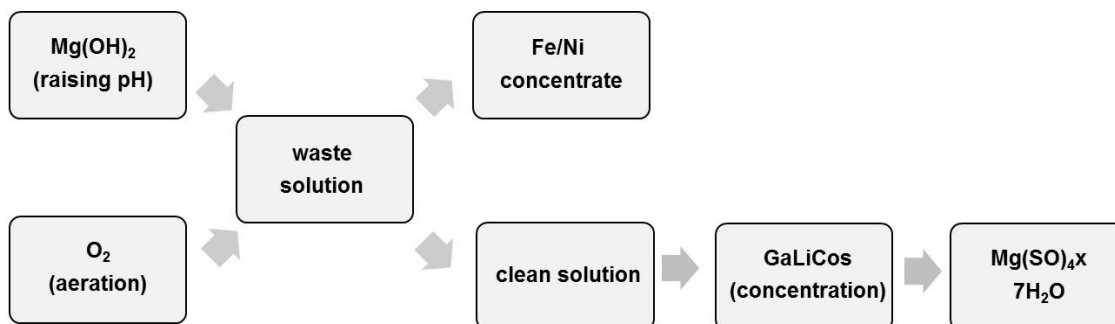 Mg(OH)₂
(raising pH)
Fe/Ni
concentrate
waste
solution
O₂
(aeration)
clean solution
GaLiCos
(concentration)
Mg(SO)₄x
7H₂O